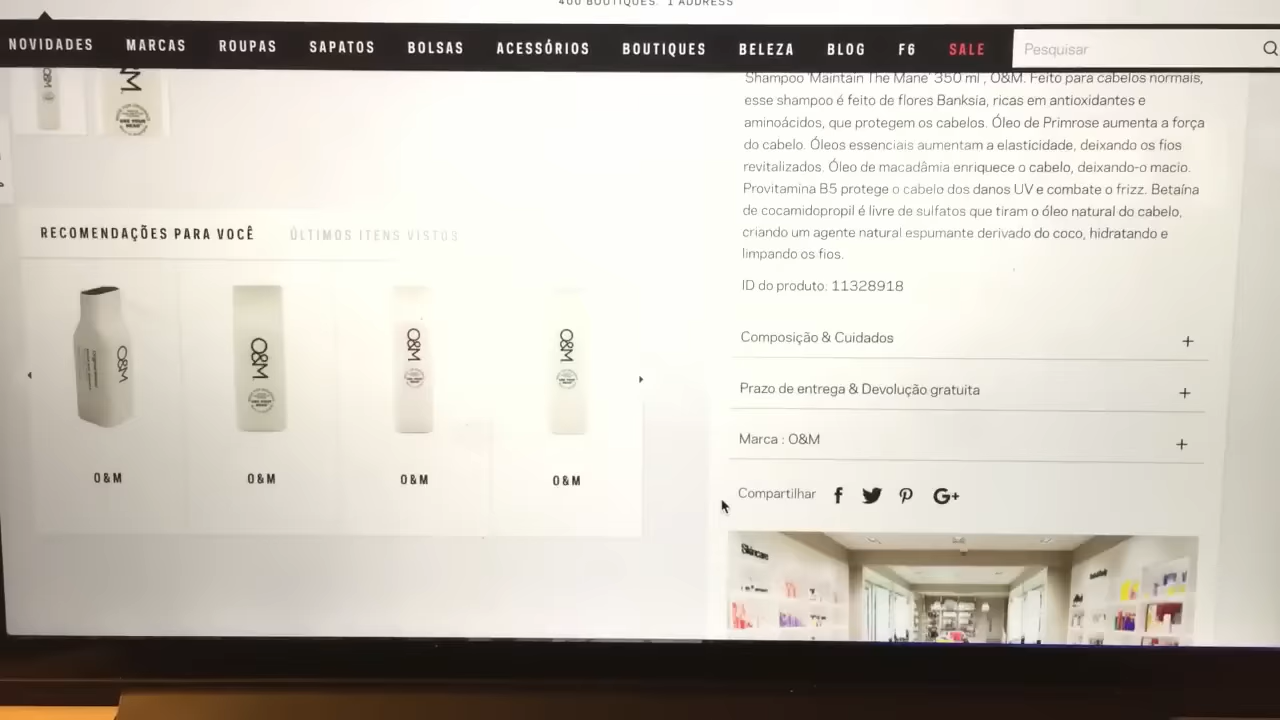 400 BOUTIQUES. 1 ADDRESS
NOVIDADES MARCAS ROUPAS SAPATOS BOLSAS ACESSÓRIOS BOUTIQUES BELEZA BLOG F6 SALE Pesquisar
O&M
O&M
Shampoo 'Maintain The Mane' 350 ml , O&M. Feito para cabelos normais,
esse shampoo é feito de flores Banksia, ricas em antioxidantes e
aminoácidos, que protegem os cabelos. Óleo de Primrose aumenta a força
do cabelo. Óleos essenciais aumentam a elasticidade, deixando os fios
revitalizados. Óleo de macadâmia enriquece o cabelo, deixando-o macio.
Provitamina B5 protege o cabelo dos danos UV e combate o frizz. Betaína
de cocamidopropil é livre de sulfatos que tiram o óleo natural do cabelo,
criando um agente natural espumante derivado do coco, hidratando e
limpando os fios.
ID do produto: 11328918
Composição & Cuidados +
Prazo de entrega & Devolução gratuita +
Marca : O&M +
Compartilhar f G+
RECOMENDAÇÕES PARA VOCÊ ÚLTIMOS ITENS VISTOS
O&M
O&M
O&M
O&M
O&M O&M O&M O&M
Skincare